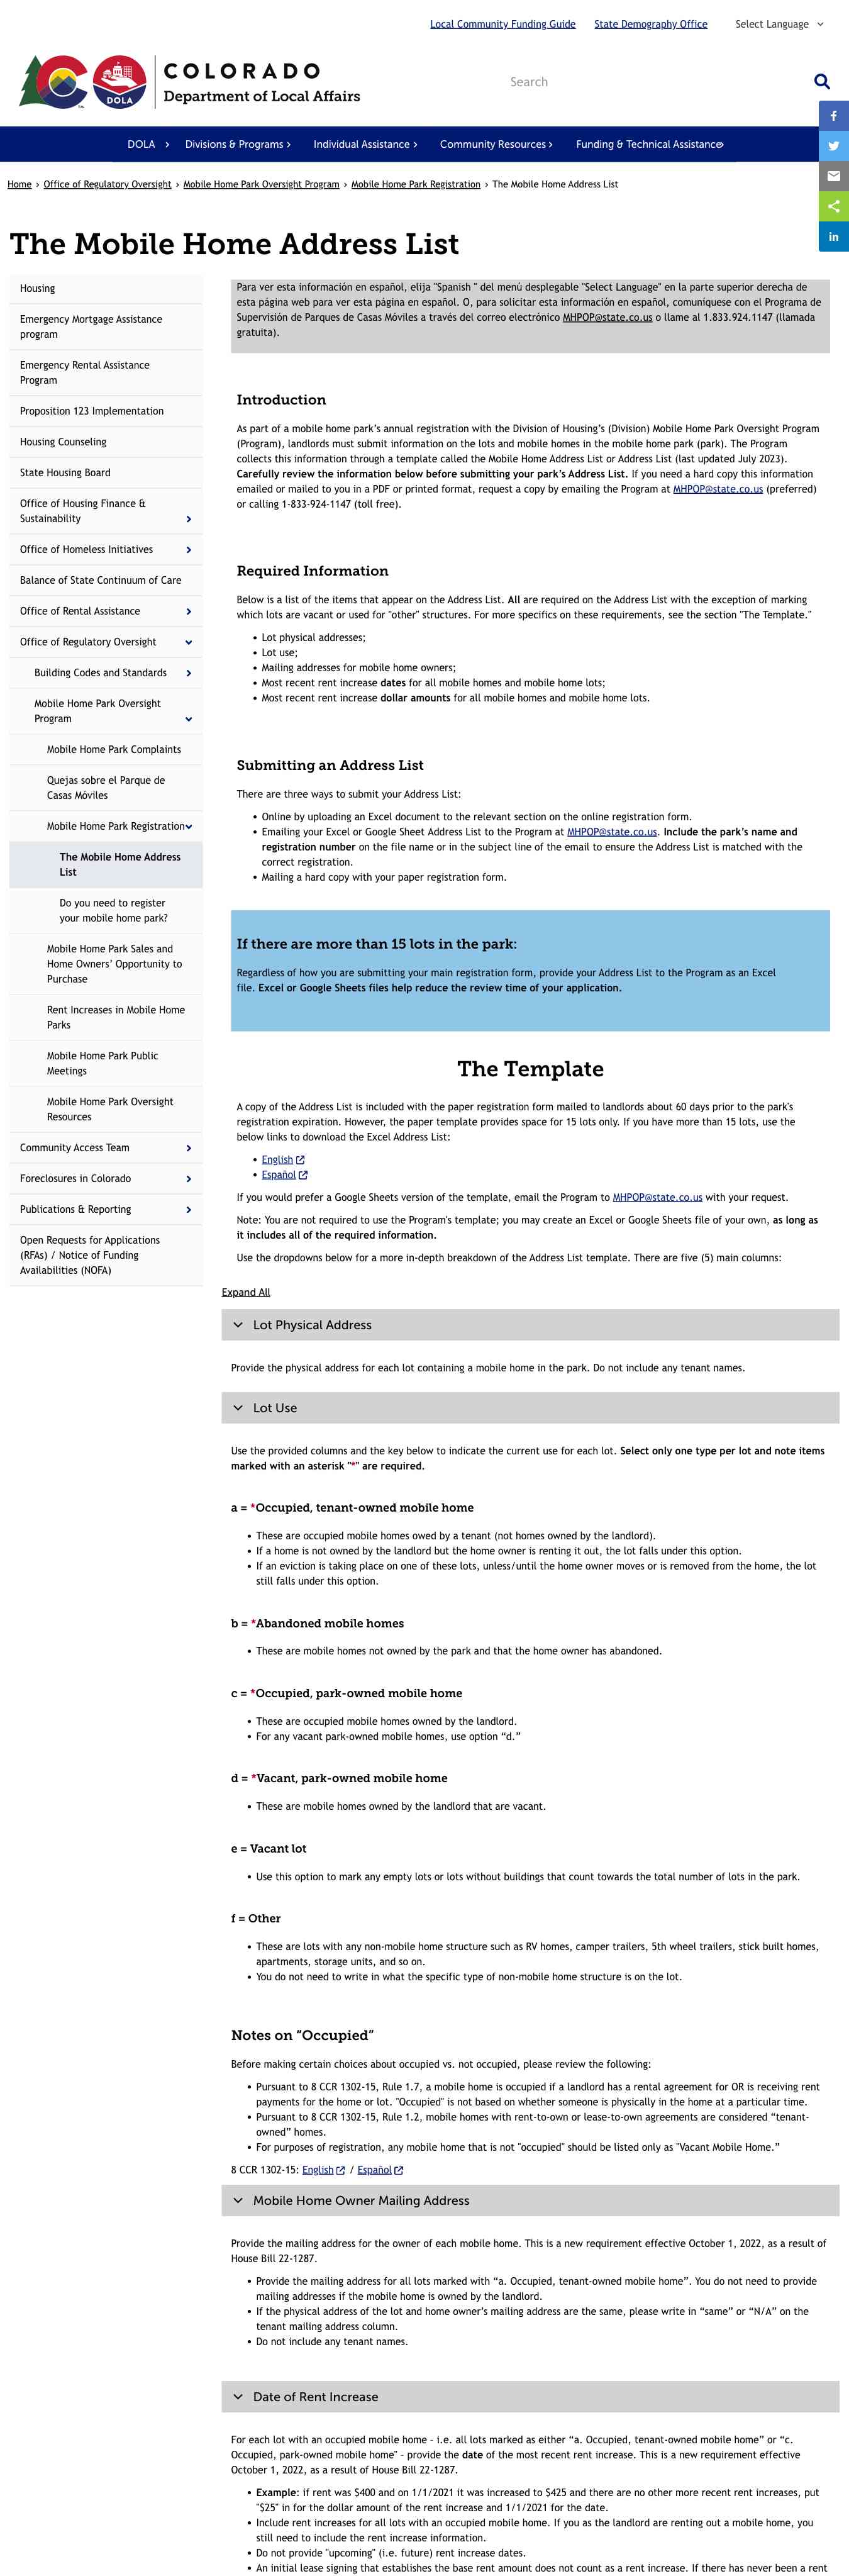 Local Community Funding Guide State Demography Office Select Language
COLORADO
Department of Local Affairs
DOLA
Search
DOLA Divisions & Programs Individual Assistance Community Resources Funding & Technical Assistance
Home › Office of Regulatory Oversight › Mobile Home Park Oversight Program › Mobile Home Park Registration › The Mobile Home Address List
The Mobile Home Address List
Housing
Emergency Mortgage Assistance
program
Emergency Rental Assistance
Program
Proposition 123 Implementation
Housing Counseling
State Housing Board
Office of Housing Finance &
Sustainability
Office of Homeless Initiatives
Balance of State Continuum of Care
Office of Rental Assistance
Office of Regulatory Oversight
Building Codes and Standards
Mobile Home Park Oversight
Program
Mobile Home Park Complaints
Quejas sobre el Parque de
Casas Móviles
Mobile Home Park Registration
The Mobile Home Address
List
Do you need to register
your mobile home park?
Mobile Home Park Sales and
Home Owners’ Opportunity to
Purchase
Rent Increases in Mobile Home
Parks
Mobile Home Park Public
Meetings
Mobile Home Park Oversight
Resources
Community Access Team
Foreclosures in Colorado
Publications & Reporting
Open Requests for Applications
(RFAs) / Notice of Funding
Availabilities (NOFA)
Para ver esta información en español, elija "Spanish " del menú desplegable "Select Language" en la parte superior derecha de
esta página web para ver esta página en español. O, para solicitar esta información en español, comuníquese con el Programa de
Supervisión de Parques de Casas Móviles a través del correo electrónico MHPOP@state.co.us o llame al 1.833.924.1147 (llamada
gratuita).
Introduction
As part of a mobile home park’s annual registration with the Division of Housing’s (Division) Mobile Home Park Oversight Program
(Program), landlords must submit information on the lots and mobile homes in the mobile home park (park). The Program
collects this information through a template called the Mobile Home Address List or Address List (last updated July 2023).
Carefully review the information below before submitting your park’s Address List. If you need a hard copy this information
emailed or mailed to you in a PDF or printed format, request a copy by emailing the Program at MHPOP@state.co.us (preferred)
or calling 1-833-924-1147 (toll free).
Required Information
Below is a list of the items that appear on the Address List. All are required on the Address List with the exception of marking
which lots are vacant or used for "other" structures. For more specifics on these requirements, see the section "The Template."
• Lot physical addresses;
• Lot use;
• Mailing addresses for mobile home owners;
• Most recent rent increase dates for all mobile homes and mobile home lots;
• Most recent rent increase dollar amounts for all mobile homes and mobile home lots.
Submitting an Address List
There are three ways to submit your Address List:
• Online by uploading an Excel document to the relevant section on the online registration form.
• Emailing your Excel or Google Sheet Address List to the Program at MHPOP@state.co.us. Include the park’s name and
registration number on the file name or in the subject line of the email to ensure the Address List is matched with the
correct registration.
• Mailing a hard copy with your paper registration form.
If there are more than 15 lots in the park:
Regardless of how you are submitting your main registration form, provide your Address List to the Program as an Excel
file. Excel or Google Sheets files help reduce the review time of your application.
The Template
A copy of the Address List is included with the paper registration form mailed to landlords about 60 days prior to the park's
registration expiration. However, the paper template provides space for 15 lots only. If you have more than 15 lots, use the
below links to download the Excel Address List:
• English
• Español
If you would prefer a Google Sheets version of the template, email the Program to MHPOP@state.co.us with your request.
Note: You are not required to use the Program's template; you may create an Excel or Google Sheets file of your own, as long as
it includes all of the required information.
Use the dropdowns below for a more in-depth breakdown of the Address List template. There are five (5) main columns:
Expand All
Lot Physical Address
Provide the physical address for each lot containing a mobile home in the park. Do not include any tenant names.
Lot Use
Use the provided columns and the key below to indicate the current use for each lot. Select only one type per lot and note items
marked with an asterisk "*" are required.
a = *Occupied, tenant-owned mobile home
• These are occupied mobile homes owed by a tenant (not homes owned by the landlord).
• If a home is not owned by the landlord but the home owner is renting it out, the lot falls under this option.
• If an eviction is taking place on one of these lots, unless/until the home owner moves or is removed from the home, the lot
still falls under this option.
b = *Abandoned mobile homes
• These are mobile homes not owned by the park and that the home owner has abandoned.
c = *Occupied, park-owned mobile home
• These are occupied mobile homes owned by the landlord.
• For any vacant park-owned mobile homes, use option “d.”
d = *Vacant, park-owned mobile home
• These are mobile homes owned by the landlord that are vacant.
e = Vacant lot
• Use this option to mark any empty lots or lots without buildings that count towards the total number of lots in the park.
f = Other
• These are lots with any non-mobile home structure such as RV homes, camper trailers, 5th wheel trailers, stick built homes,
apartments, storage units, and so on.
• You do not need to write in what the specific type of non-mobile home structure is on the lot.
Notes on “Occupied”
Before making certain choices about occupied vs. not occupied, please review the following:
• Pursuant to 8 CCR 1302-15, Rule 1.7, a mobile home is occupied if a landlord has a rental agreement for OR is receiving rent
payments for the home or lot. "Occupied" is not based on whether someone is physically in the home at a particular time.
• Pursuant to 8 CCR 1302-15, Rule 1.2, mobile homes with rent-to-own or lease-to-own agreements are considered “tenant-
owned” homes.
• For purposes of registration, any mobile home that is not "occupied" should be listed only as "Vacant Mobile Home.”
8 CCR 1302-15: English / Español
Mobile Home Owner Mailing Address
Provide the mailing address for the owner of each mobile home. This is a new requirement effective October 1, 2022, as a result of
House Bill 22-1287.
• Provide the mailing address for all lots marked with “a. Occupied, tenant-owned mobile home”. You do not need to provide
mailing addresses if the mobile home is owned by the landlord.
• If the physical address of the lot and home owner’s mailing address are the same, please write in “same” or “N/A” on the
tenant mailing address column.
• Do not include any tenant names.
Date of Rent Increase
For each lot with an occupied mobile home - i.e. all lots marked as either “a. Occupied, tenant-owned mobile home” or “c.
Occupied, park-owned mobile home" - provide the date of the most recent rent increase. This is a new requirement effective
October 1, 2022, as a result of House Bill 22-1287.
• Example: if rent was $400 and on 1/1/2021 it was increased to $425 and there are no other more recent rent increases, put
"$25" in for the dollar amount of the rent increase and 1/1/2021 for the date.
• Include rent increases for all lots with an occupied mobile home. If you as the landlord are renting out a mobile home, you
still need to include the rent increase information.
• Do not provide "upcoming" (i.e. future) rent increase dates.
• An initial lease signing that establishes the base rent amount does not count as a rent increase. If there has never been a rent